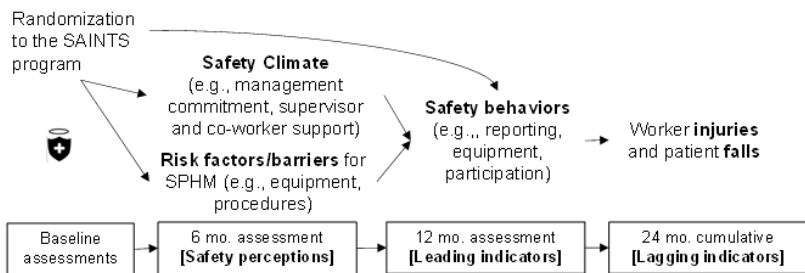 Randomization
to the SAINTS
program
Safety Climate
(e.g., management
commitment, supervisor
and co-worker support)
Risk factors/barriers for
SPHM (e.g., equipment,
procedures)
Safety behaviors
(e.g.,, reporting,
equipment,
participation)
Worker injuries
and patient falls
Baseline
assessments
6 mo. assessment
[Safety perceptions]
12 mo. assessment
[Leading indicators]
24 mo. cumulative
[Lagging indicators]